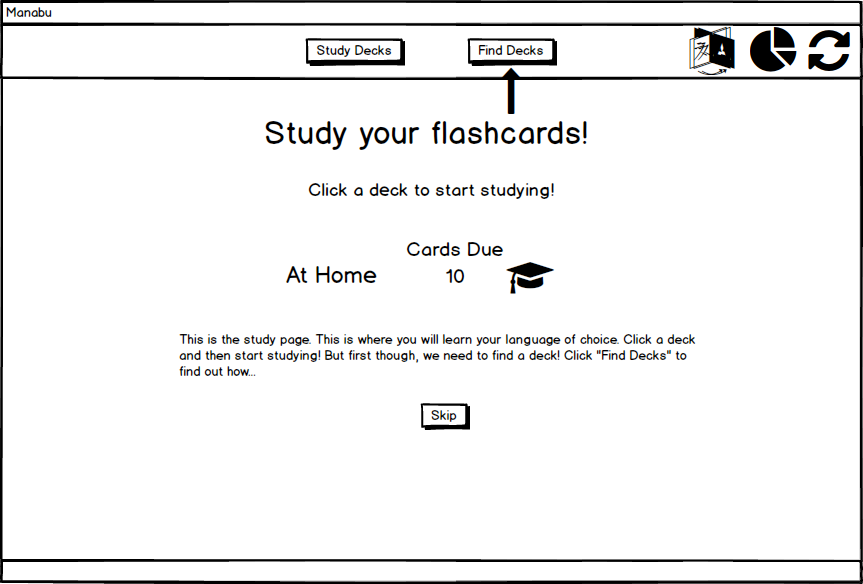 Manabu
Study Decks
Find Decks
Study your flashcards!
Click a deck to start studying!
Cards Due
At Home 10
This is the study page. This is where you will learn your language of choice. Click a deck
and then start studying! But first though, we need to find a deck! Click "Find Decks" to
find out how...
Skip